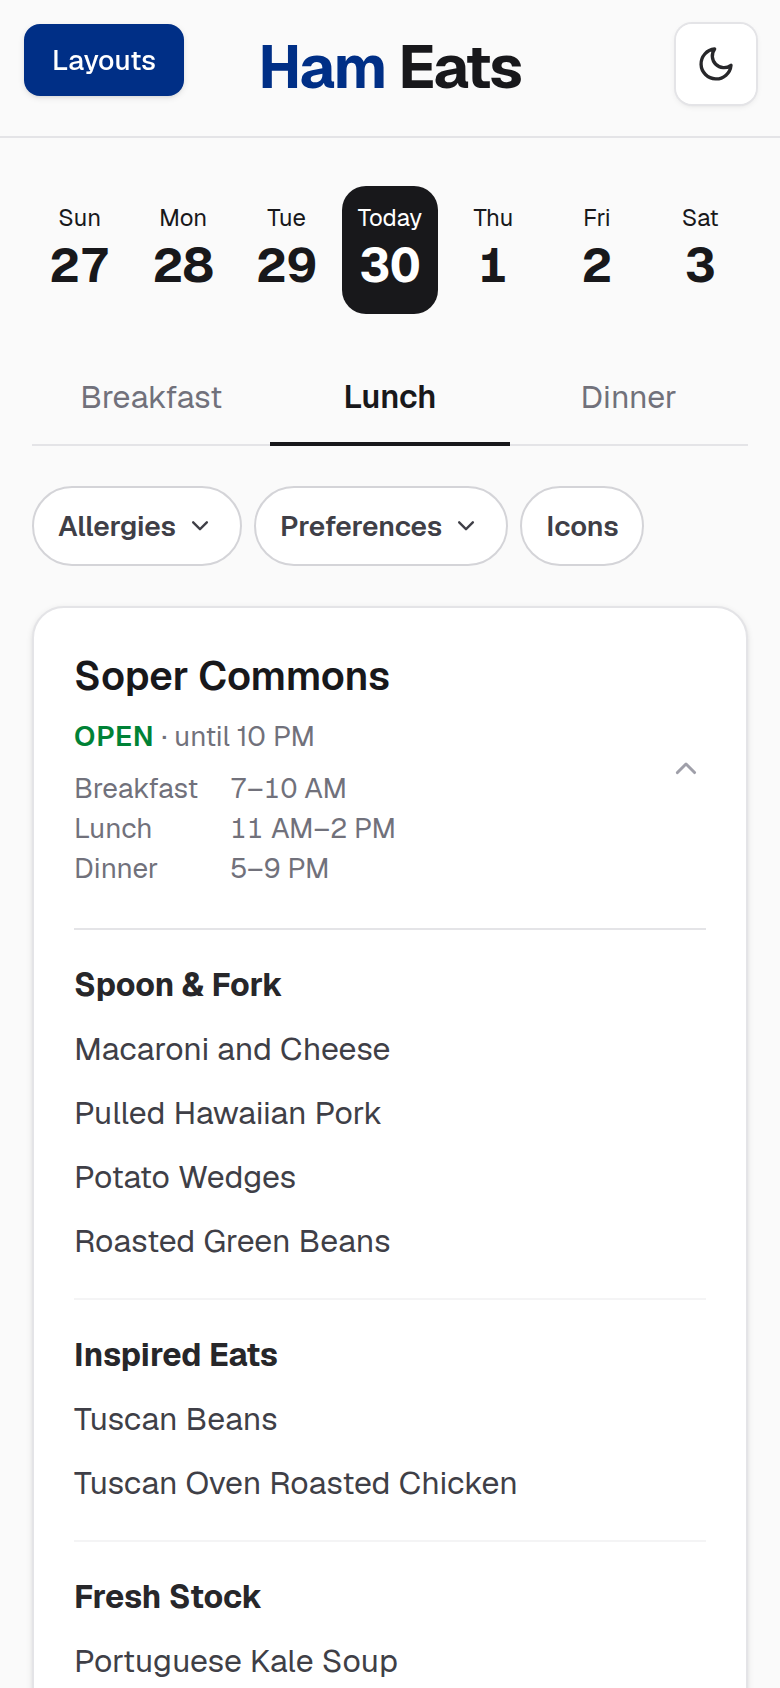 Layouts
Ham Eats
Sun Mon Tue Today Thu Fri Sat
27 28 29 30 1 2 3
Breakfast Lunch Dinner
Allergies Preferences Icons
Soper Commons
OPEN · until 10 PM
Breakfast 7–10 AM
Lunch 11 AM–2 PM
Dinner 5–9 PM
Spoon & Fork
Macaroni and Cheese
Pulled Hawaiian Pork
Potato Wedges
Roasted Green Beans
Inspired Eats
Tuscan Beans
Tuscan Oven Roasted Chicken
Fresh Stock
Portuguese Kale Soup